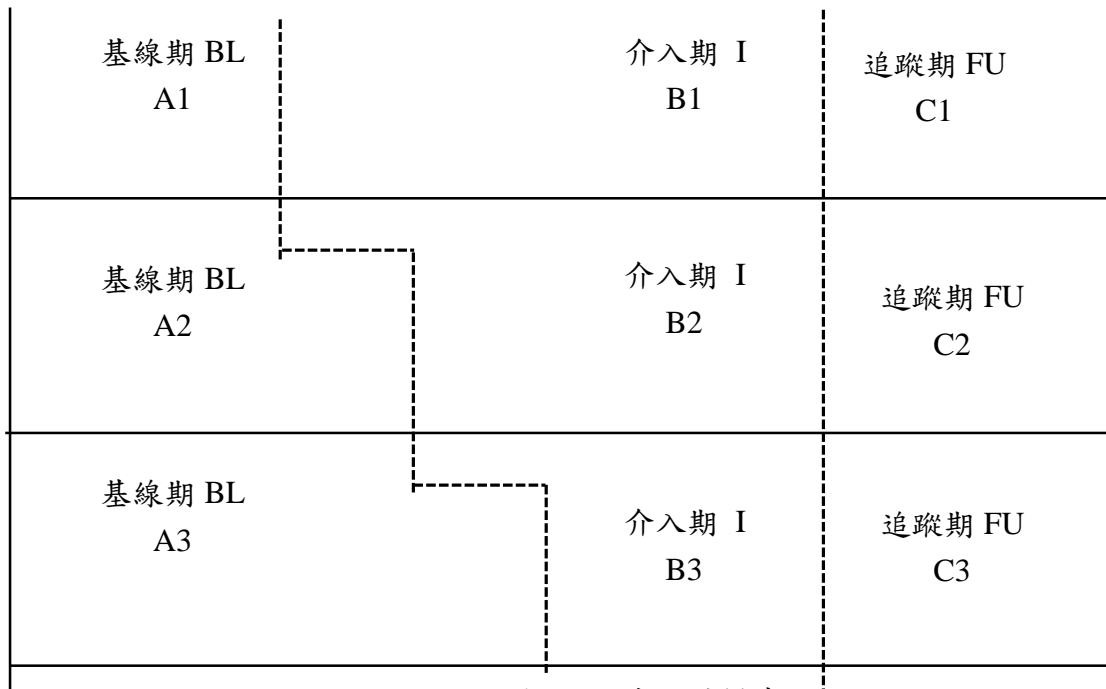 基線期 BL
A1
介入期 I
B1
追蹤期 FU
C1
基線期 BL
A2
介入期 I
B2
追蹤期 FU
C2
基線期 BL
A3
介入期 I
B3
追蹤期 FU
C3